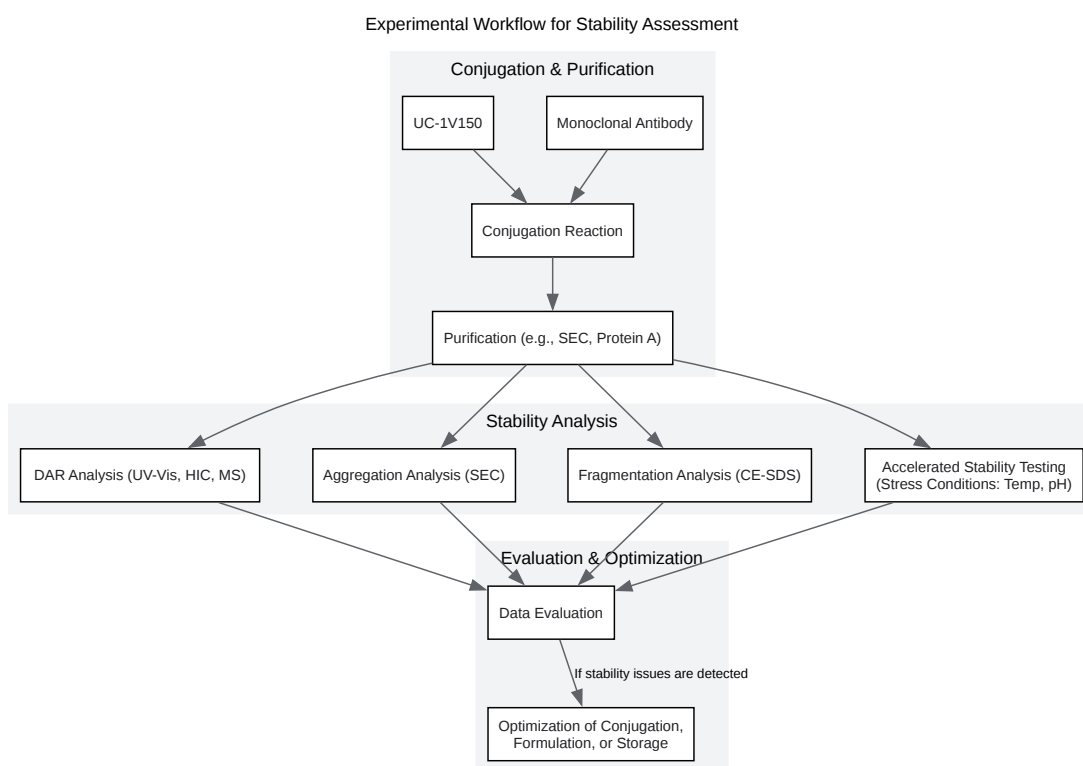 Experimental Workflow for Stability Assessment
Conjugation & Purification
UC-1V150
Monoclonal Antibody
Conjugation Reaction
Purification (e.g., SEC, Protein A)
Stability Analysis
DAR Analysis (UV-Vis, HIC, MS)
Aggregation Analysis (SEC)
Fragmentation Analysis (CE-SDS)
Accelerated Stability Testing
(Stress Conditions: Temp, pH)
Evaluation & Optimization
Data Evaluation
If stability issues are detected
Optimization of Conjugation,
Formulation, or Storage